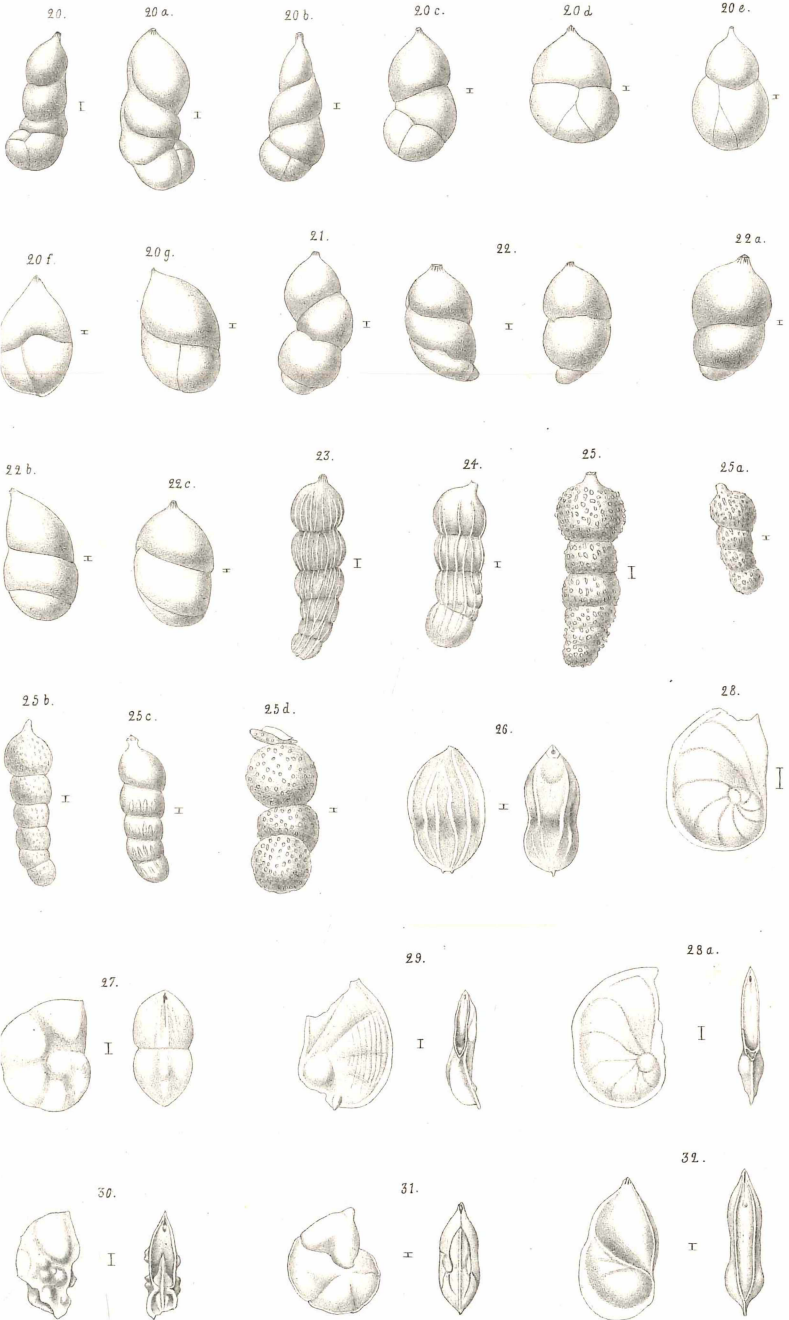 20. 20 a. 20 b. 20 c. 20 d 20 e.
20 f. 20 g. 21. 22. 22 a.
22 b. 22 c. 23. 24. 25. 25 a.
25 b. 25 c. 25 d. 26. 28.
27. 29. 28 a.
30. 31. 32.